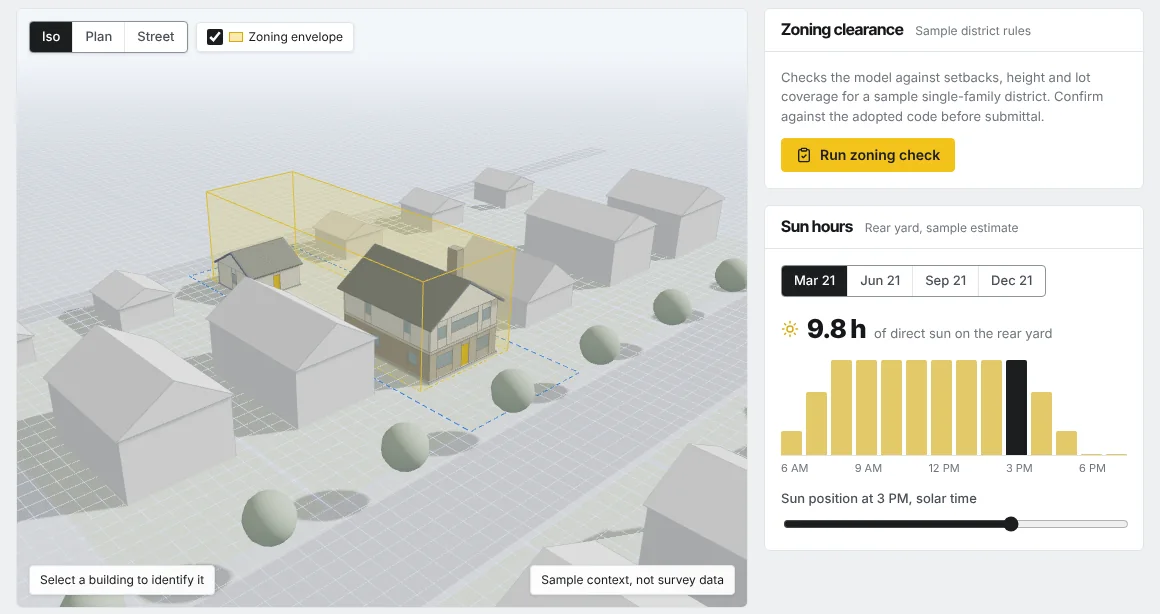 Iso Plan Street Zoning envelope
Select a building to identify it
Sample context, not survey data
Zoning clearance Sample district rules
Checks the model against setbacks, height and lot
coverage for a sample single-family district. Confirm
against the adopted code before submittal.
Run zoning check
Sun hours Rear yard, sample estimate
Mar 21 Jun 21 Sep 21 Dec 21
9.8 h of direct sun on the rear yard
6 AM 9 AM 12 PM 3 PM 6 PM
Sun position at 3 PM, solar time